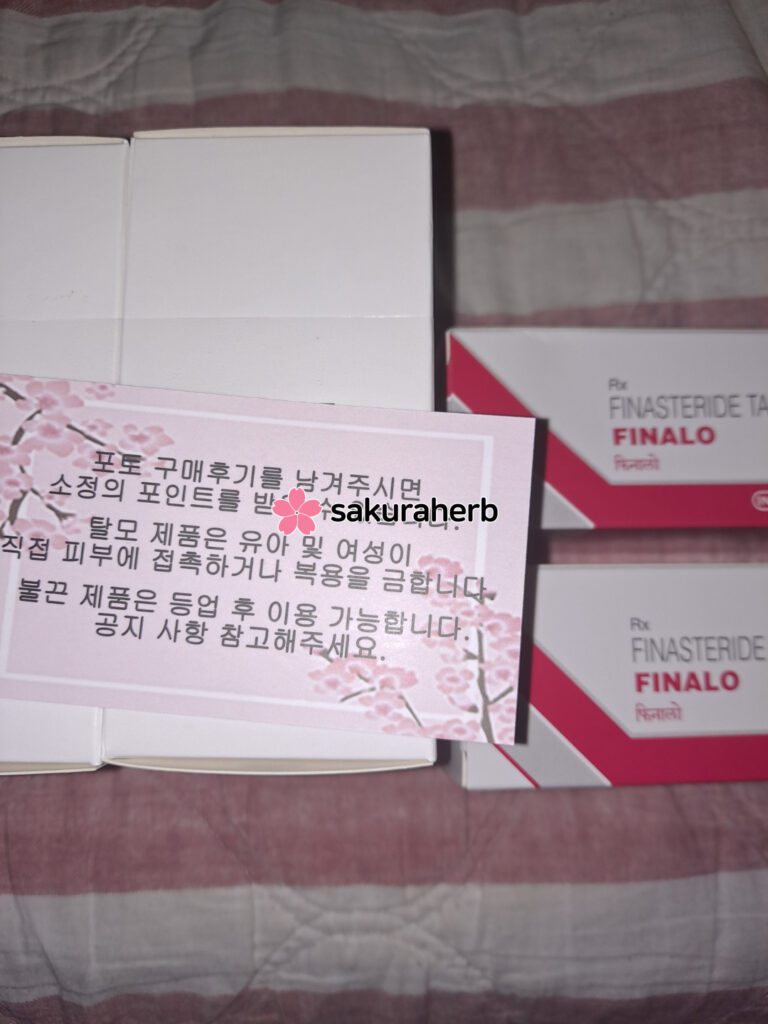 포토 구매후기를 남겨주시면
소정의 포인트를 수
sakuraherb
탈모 제품은 유아 및 여성이
직접 피부에 접촉하거나 복용을 금합니다.
불끈 제품은 등업 후 이용 가능합니다.
공지 사항 참고해주세요.
Rx
FINASTERIDE TA
FINALO
फिनालो
Rx
FINASTERIDE
FINALO
फिनालो